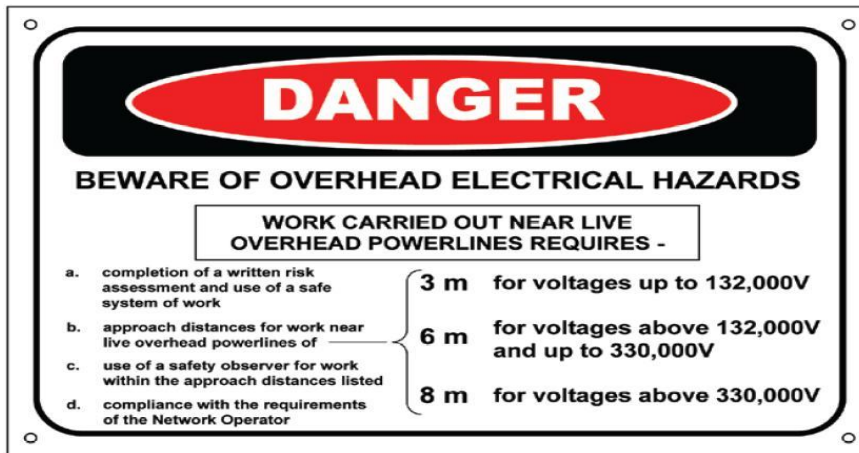 DANGER
BEWARE OF OVERHEAD ELECTRICAL HAZARDS
WORK CARRIED OUT NEAR LIVE
OVERHEAD POWERLINES REQUIRES -
a. completion of a written risk
assessment and use of a safe
system of work
b. approach distances for work near
live overhead powerlines of
c. use of a safety observer for work
within the approach distances listed
d. compliance with the requirements
of the Network Operator
3 m for voltages up to 132,000V
6 m for voltages above 132,000V
and up to 330,000V
8 m for voltages above 330,000V